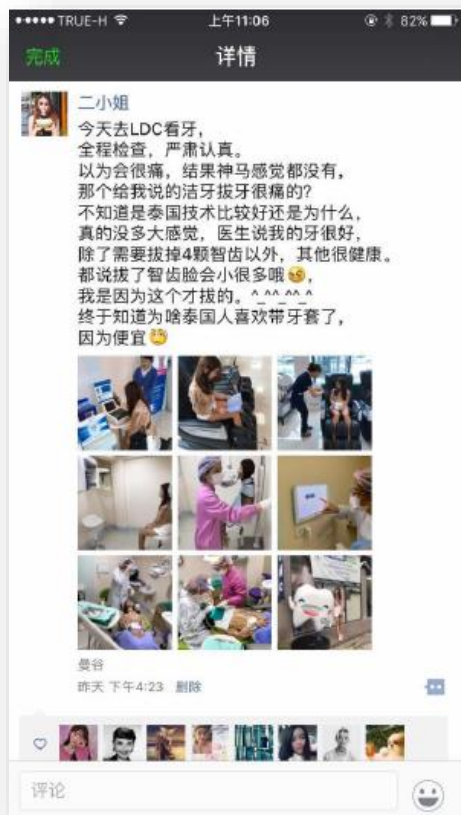 TRUE-H
上午11:06
82%
完成
详情
二小姐
今天去LDC看牙，
全程检查，严肃认真。
以为会很痛，结果神马感觉都没有，
那个给我说的洁牙拔牙很痛的？
不知道是泰国技术比较好还是为什么，
真的没多大感觉，医生说我的牙很好，
除了需要拔掉4颗智齿以外，其他很健康。
都说拔了智齿脸会小很多哦，
我是因为这个才拔的。^_^^_^^_^
终于知道为啥泰国人喜欢带牙套了，
因为便宜
曼谷
昨天 下午4:23 删除
评论